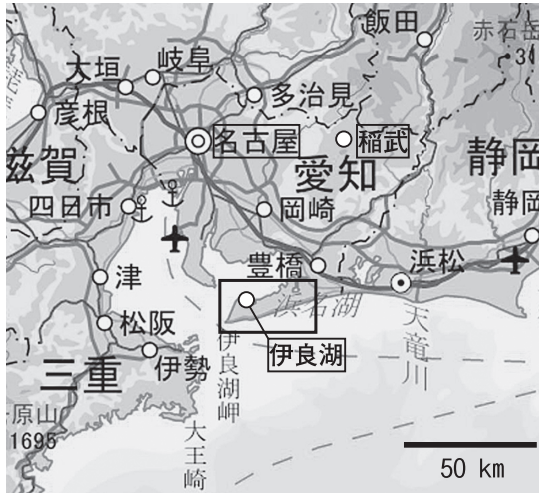 飯田
赤石岳
31
岐阜
大垣
多治見
彦根
名古屋
稲武
滋賀
愛知
静岡
四日市
岡崎
静岡
豊橋
浜松
津
浜名湖
松阪
伊良湖
天竜川
伊勢
伊良湖岬
三重
原山
1695
大王崎
50 km